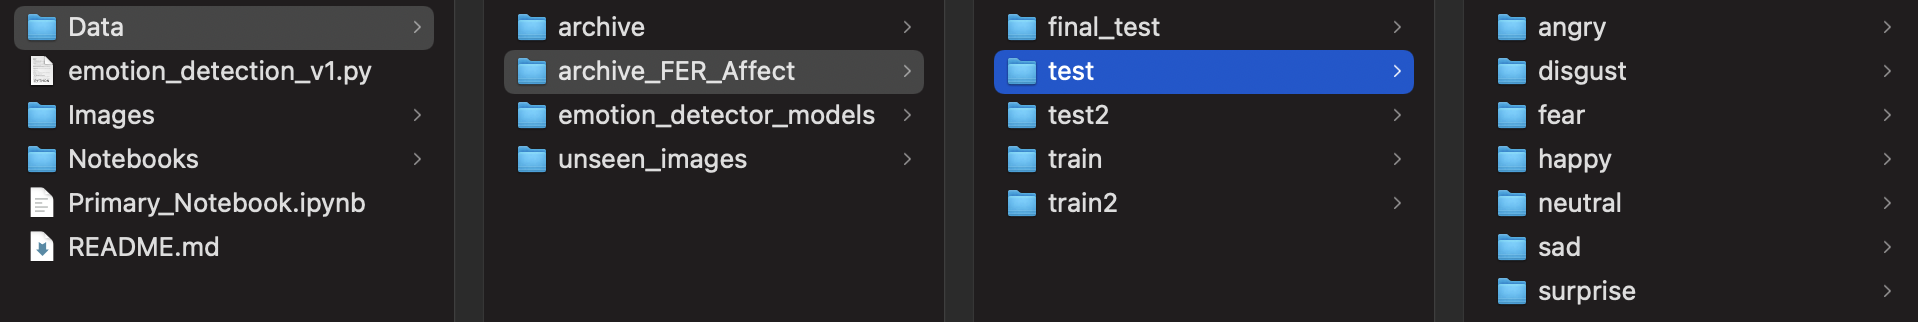 Data
emotion_detection_v1.py
Images
Notebooks
Primary_Notebook.ipynb
README.md
archive
archive_FER_Affect
emotion_detector_models
unseen_images
final_test
test
test2
train
train2
angry
disgust
fear
happy
neutral
sad
surprise